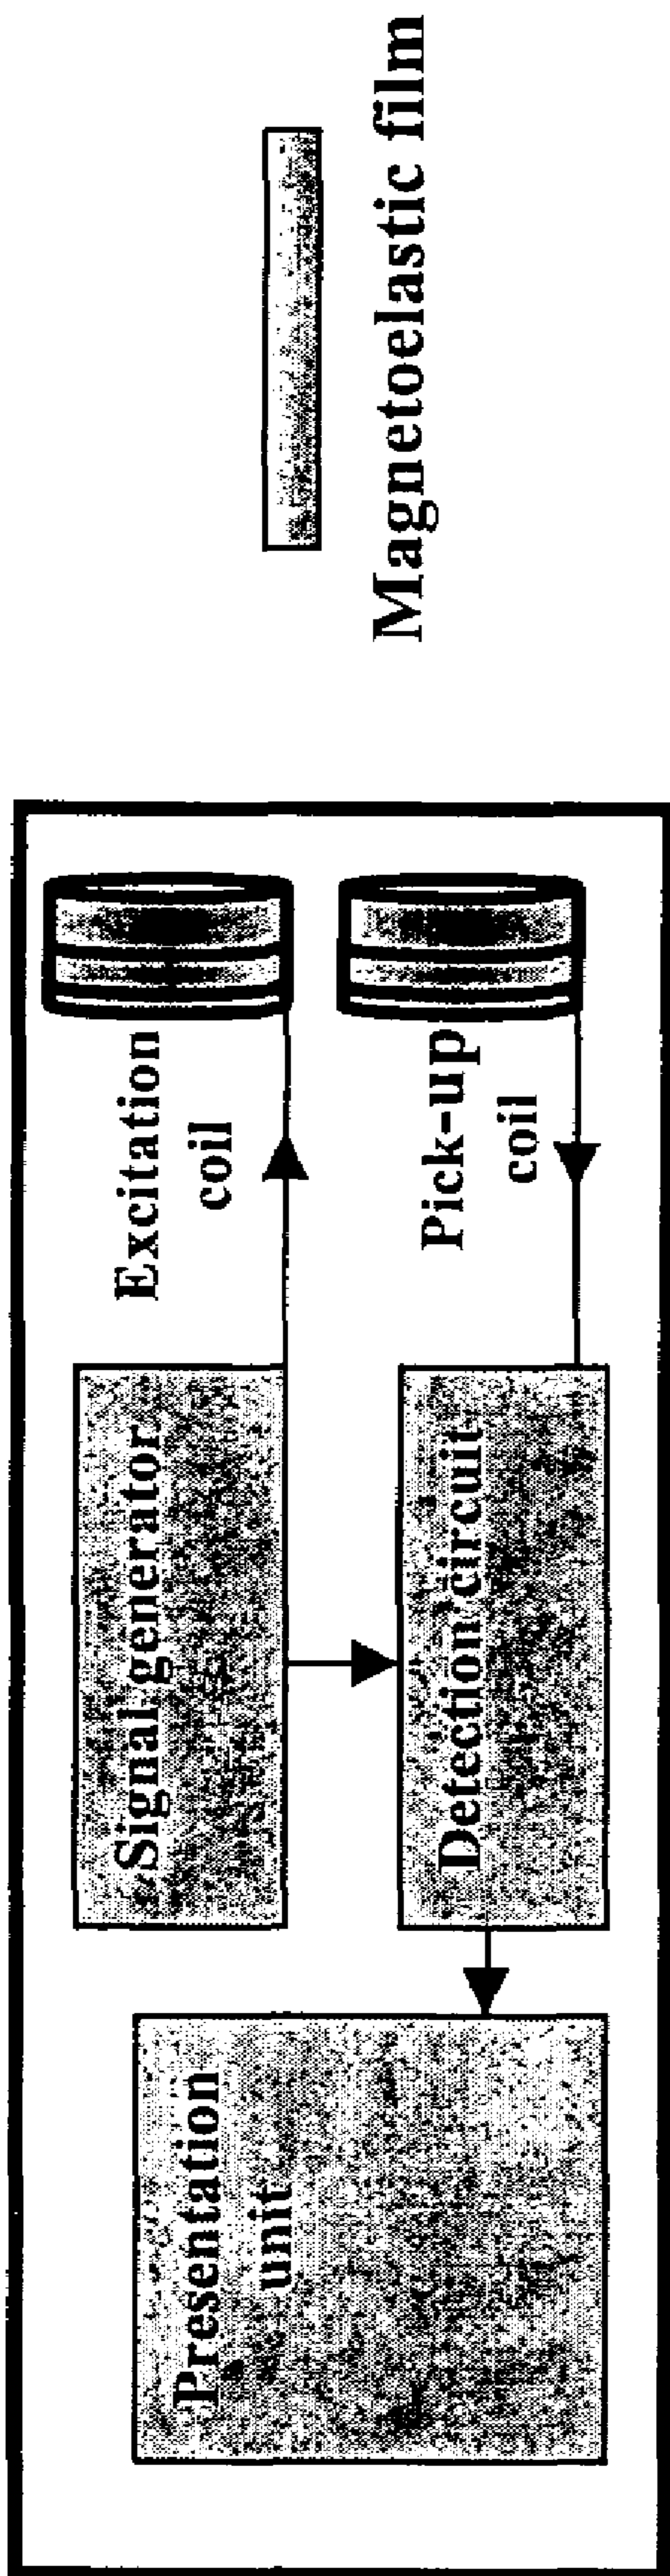 Presentation
unit
Signal generator
Detection circuit
Excitation
coil
Pick-up
coil
Magnetoelastic film